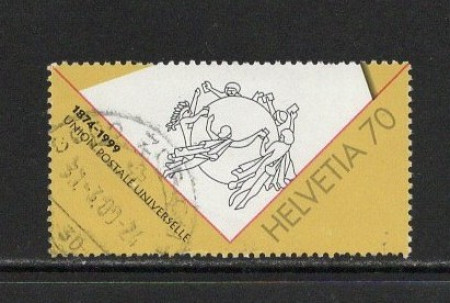 1874-1999
UNION POSTALE UNIVERSELLE
HELVETIA 70